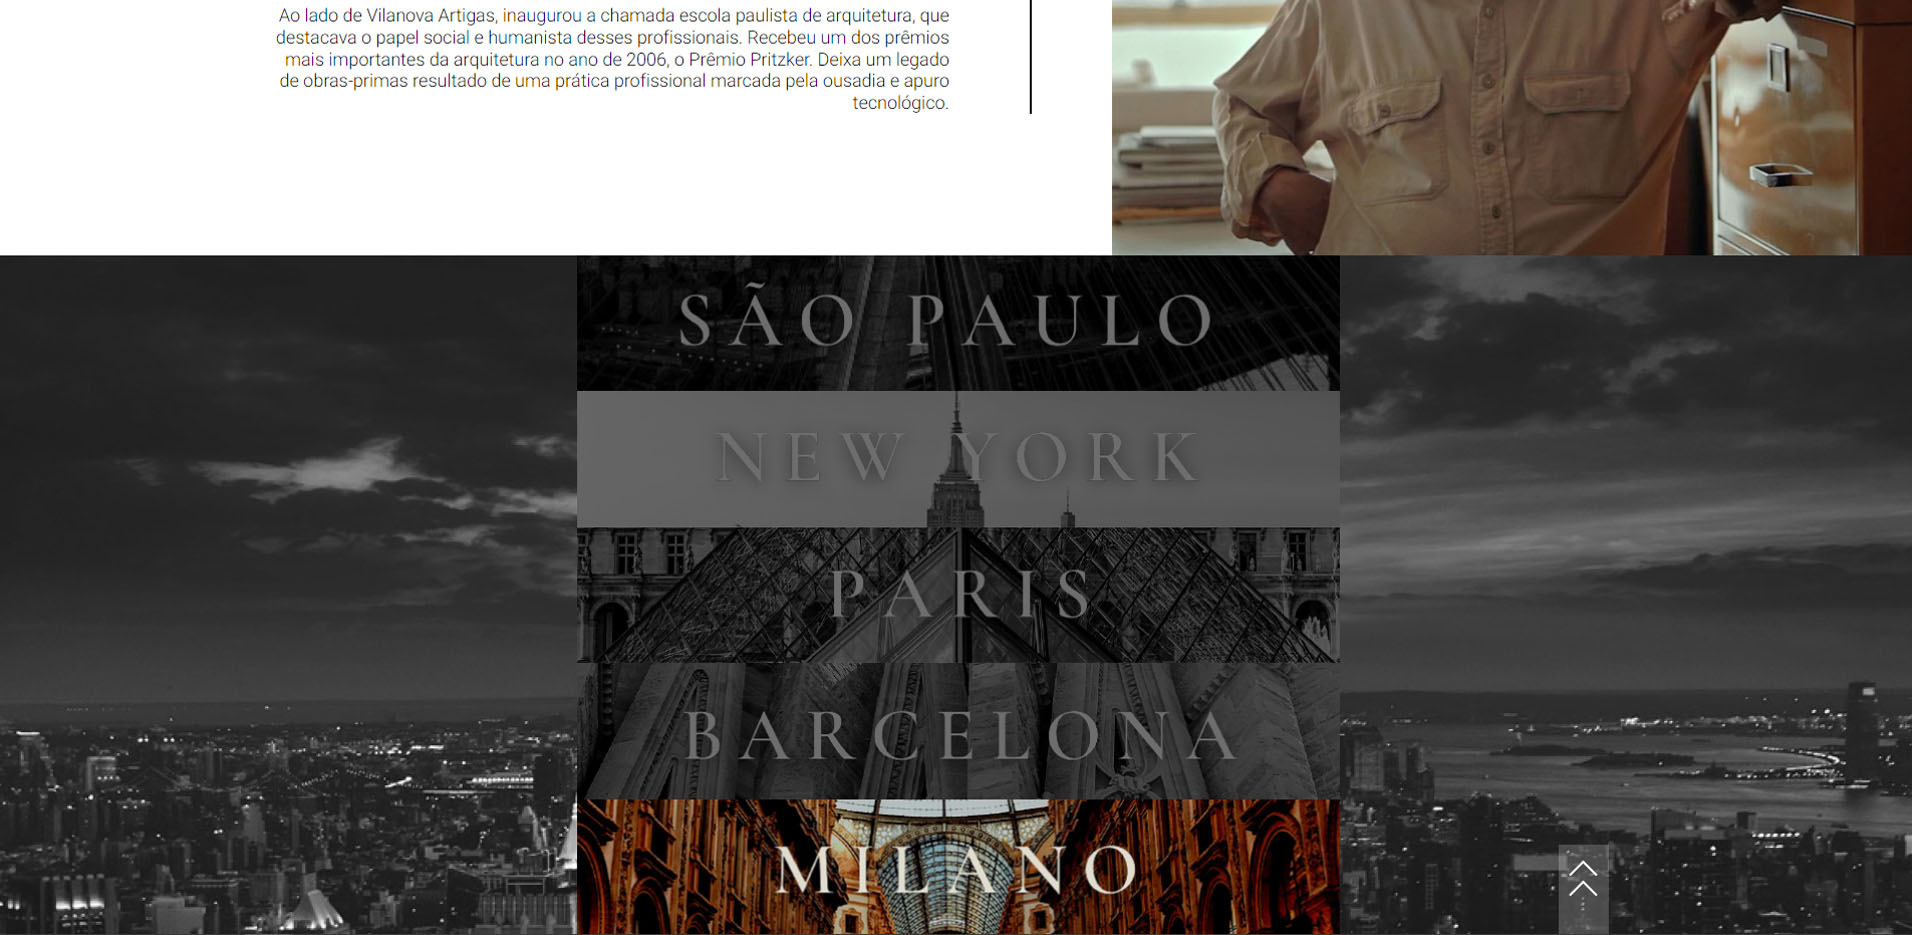 Ao lado de Vilanova Artigas, inaugurou a chamada escola paulista de arquitetura, que
destacava o papel social e humanista desses profissionais. Recebeu um dos prêmios
mais importantes da arquitetura no ano de 2006, o Prêmio Pritzker. Deixa um legado
de obras-primas resultado de uma prática profissional marcada pela ousadia e apuro
tecnológico.
SÃO PAULO
NEW YORK
PARIS
BARCELONA
MILANO